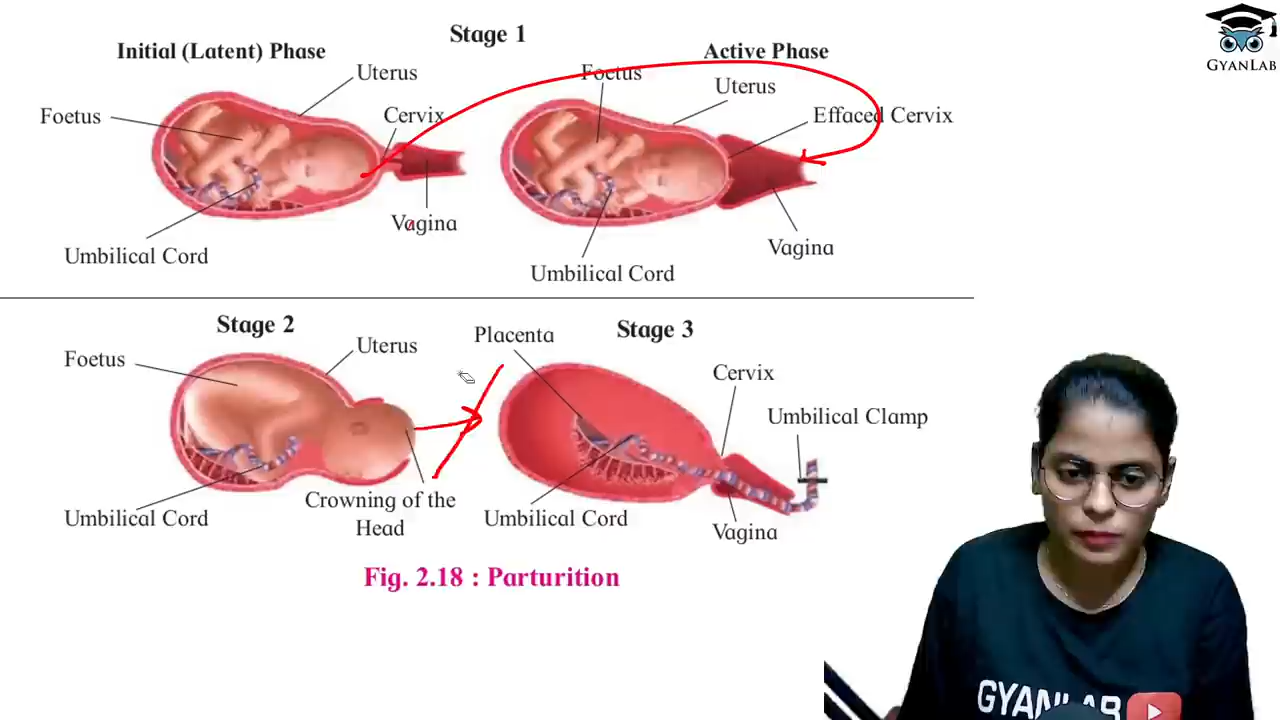 Stage 1
Initial (Latent) Phase
Active Phase
Uterus
Foetus
Cervix
Vagina
Umbilical Cord
Foetus
Uterus
Effaced Cervix
Vagina
Umbilical Cord
Stage 2
Foetus
Uterus
Umbilical Cord
Crowning of the
Head
Stage 3
Placenta
Cervix
Umbilical Clamp
Umbilical Cord
Vagina
Fig. 2.18 : Parturition
GYANLAB
GYANLAB